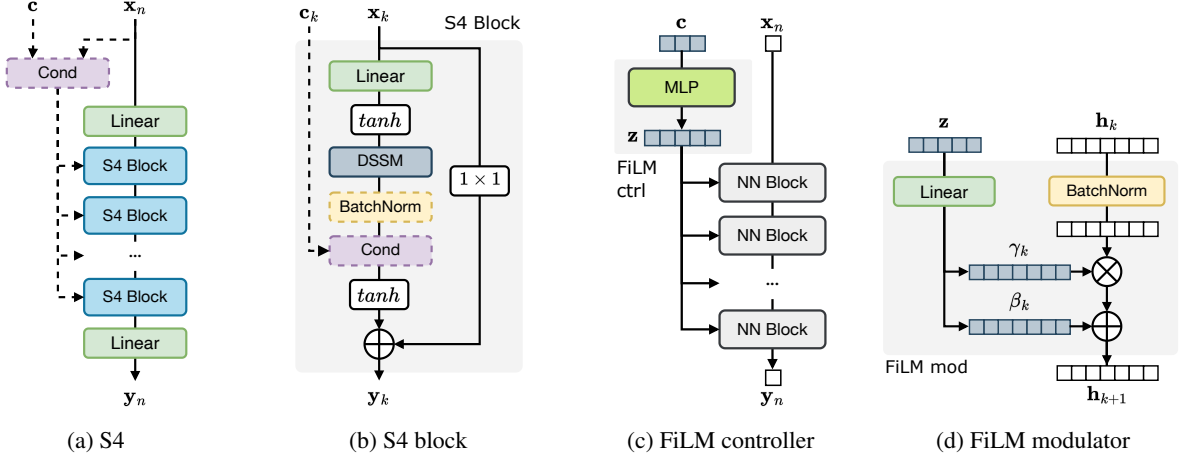 c
x_n
Cond
Linear
S4 Block
S4 Block
...
S4 Block
Linear
y_n
(a) S4
c_k
x_k
S4 Block
Linear
tanh
1 × 1
DSSM
BatchNorm
Cond
tanh
y_k
(b) S4 block
c
x_n
MLP
z
FiLM
ctrl
NN Block
NN Block
...
NN Block
y_n
(c) FiLM controller
z
h_k
Linear
BatchNorm
γ_k
β_k
FiLM mod
h_{k+1}
(d) FiLM modulator